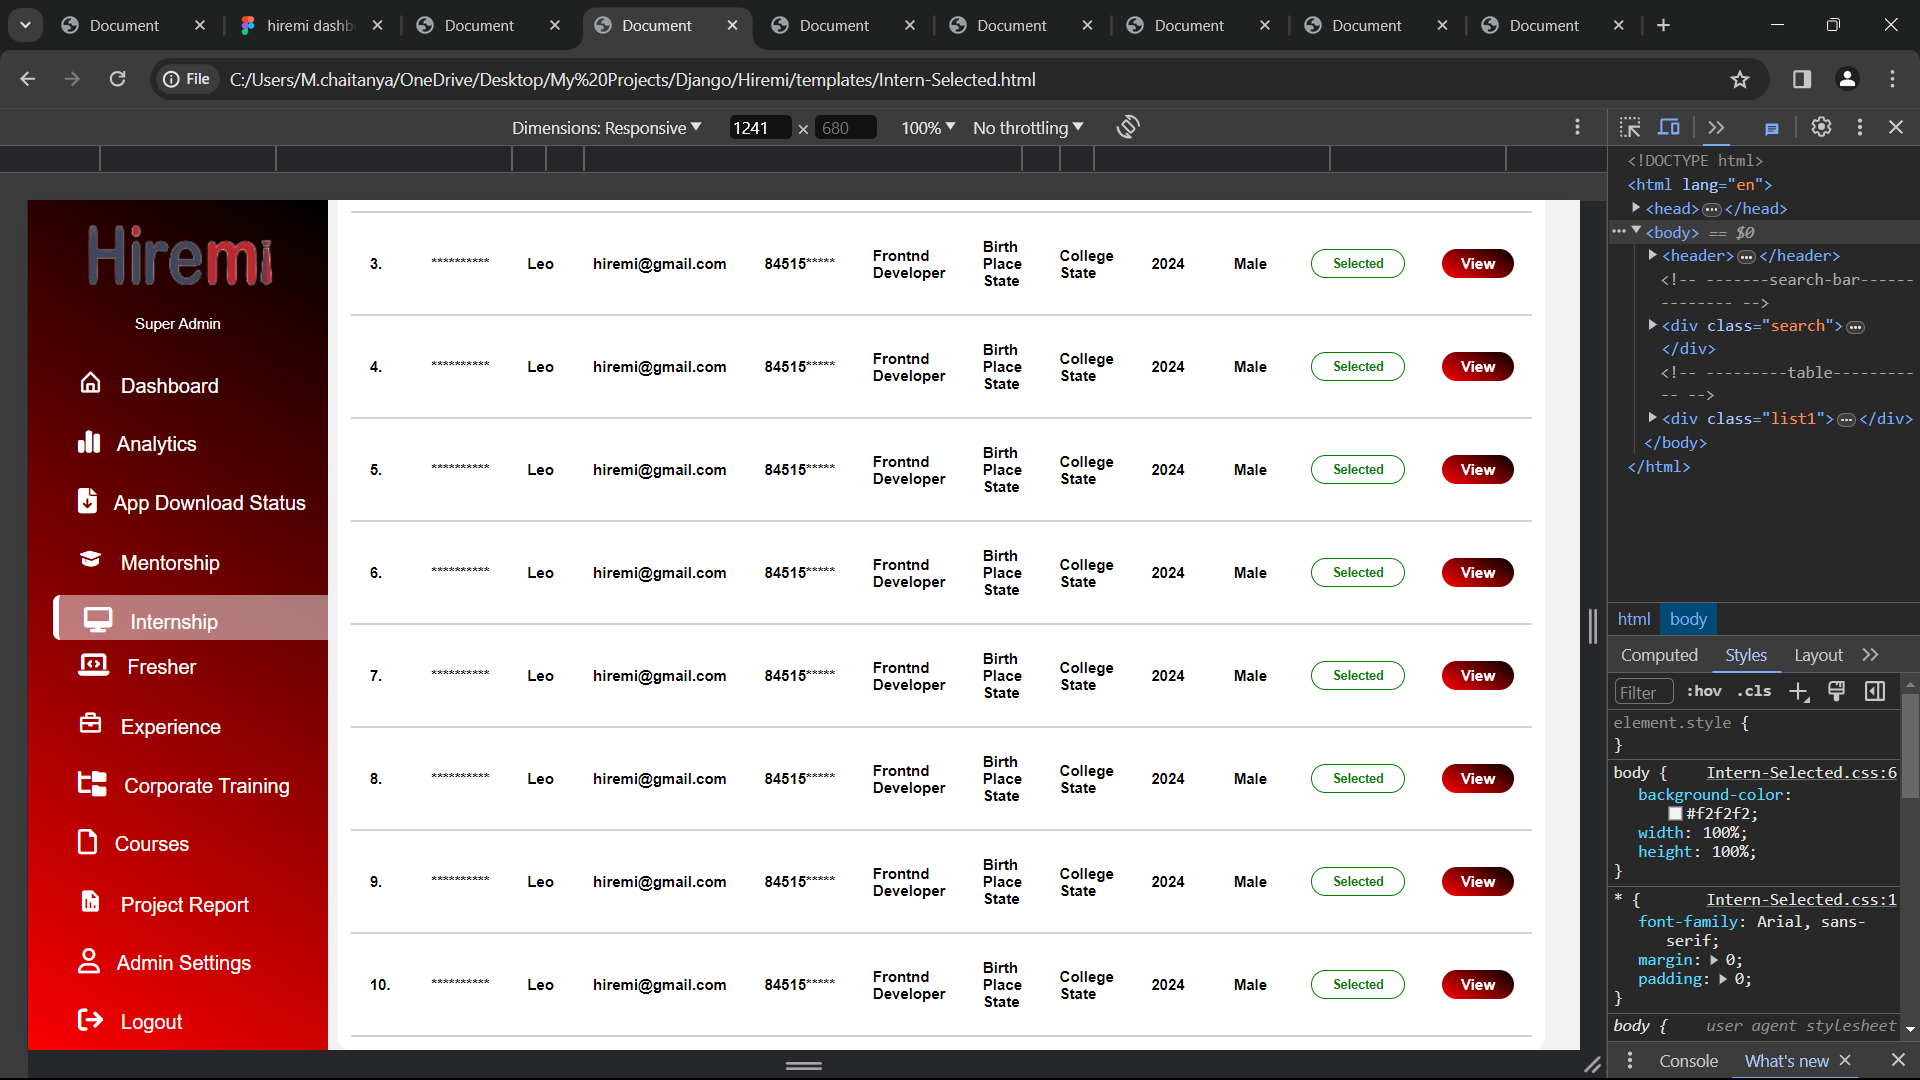 Document
hiremi dashb
Document
Document
Document
Document
Document
Document
Document
File
C:/Users/M.chaitanya/OneDrive/Desktop/My%20Projects/Django/Hiremi/templates/Intern-Selected.html
Dimensions: Responsive
1241
×
680
100%
No throttling
Hiremi
Super Admin
Dashboard
Analytics
App Download Status
Mentorship
Internship
Fresher
Experience
Corporate Training
Courses
Project Report
Admin Settings
Logout
3. ********** Leo hiremi@gmail.com 84515***** Frontnd Developer Birth Place State College State 2024 Male Selected View
4. ********** Leo hiremi@gmail.com 84515***** Frontnd Developer Birth Place State College State 2024 Male Selected View
5. ********** Leo hiremi@gmail.com 84515***** Frontnd Developer Birth Place State College State 2024 Male Selected View
6. ********** Leo hiremi@gmail.com 84515***** Frontnd Developer Birth Place State College State 2024 Male Selected View
7. ********** Leo hiremi@gmail.com 84515***** Frontnd Developer Birth Place State College State 2024 Male Selected View
8. ********** Leo hiremi@gmail.com 84515***** Frontnd Developer Birth Place State College State 2024 Male Selected View
9. ********** Leo hiremi@gmail.com 84515***** Frontnd Developer Birth Place State College State 2024 Male Selected View
10. ********** Leo hiremi@gmail.com 84515***** Frontnd Developer Birth Place State College State 2024 Male Selected View
<!DOCTYPE html>
<html lang="en">
<head>…</head>
<body> == $0
<header>…</header>
<!-- -------search-bar------
-------- -->
<div class="search">…
</div>
<!-- ---------table---------
-- -->
<div class="list1">…</div>
</body>
</html>
html body
Computed Styles Layout
Filter :hov .cls
element.style {
}
body { Intern-Selected.css:6
background-color:
#f2f2f2;
width: 100%;
height: 100%;
}
* { Intern-Selected.css:1
font-family: Arial, sans-
serif;
margin: 0;
padding: 0;
}
body { user agent stylesheet
Console What's new